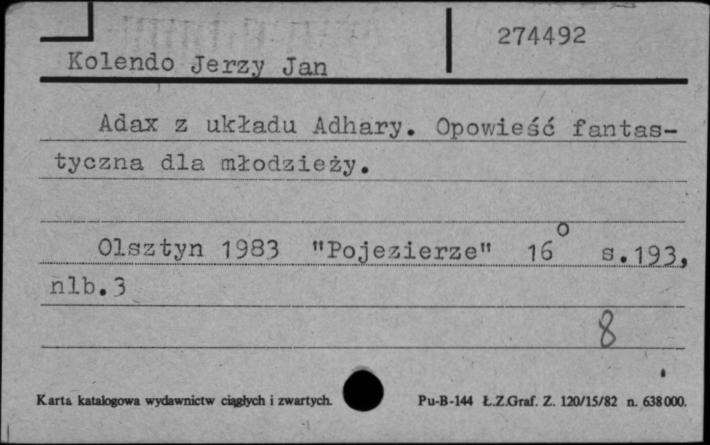 274492
Kolendo Jerzy Jan
Adax z układu Adhary. Opowieść fantas-
tyczna dla młodzieży.
Olsztyn 1983 "Pojezierze" 16° s.193,
nlb.3
8
Karta katalogowa wydawnictw ciągłych i zwartych. Pu-B-144 Ł.Z.Graf. Z. 120/15/82 n. 638000.